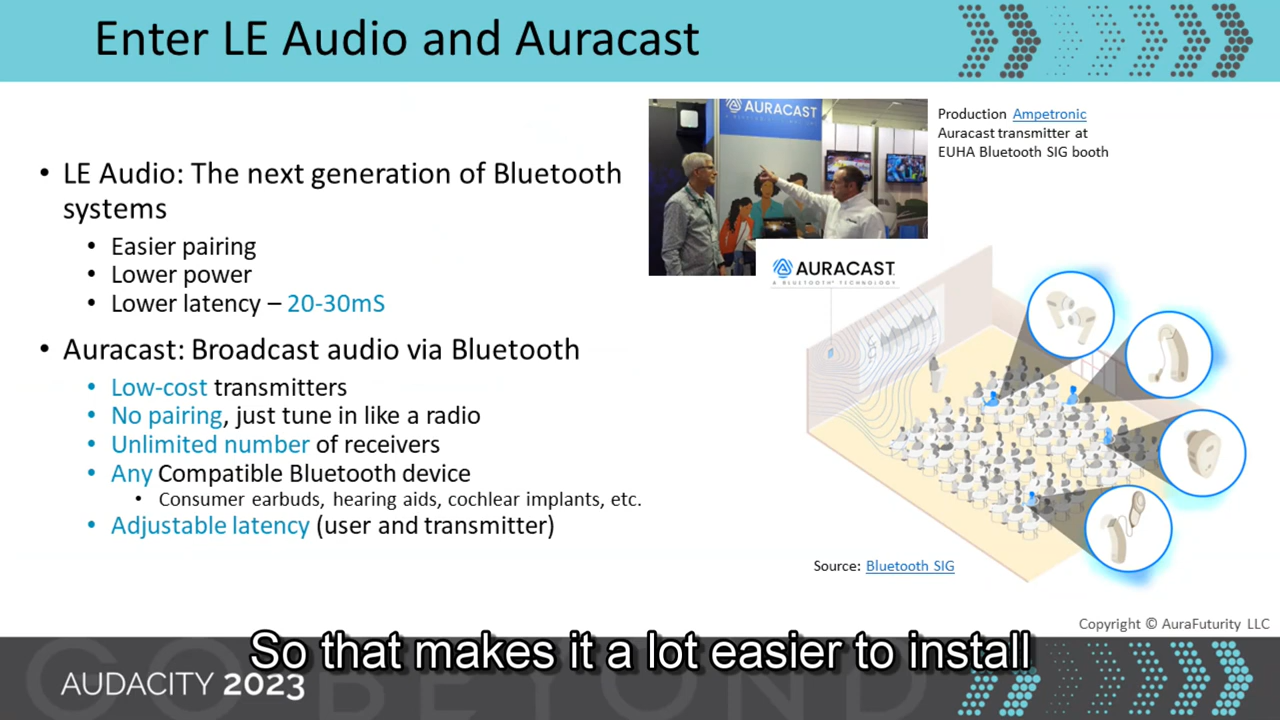 Enter LE Audio and Auracast
Production Ampetronic
Auracast transmitter at
EUHA Bluetooth SIG booth
AURACAST
• LE Audio: The next generation of Bluetooth
systems
• Easier pairing
• Lower power
• Lower latency – 20-30mS
• Auracast: Broadcast audio via Bluetooth
• Low-cost transmitters
• No pairing, just tune in like a radio
• Unlimited number of receivers
• Any Compatible Bluetooth device
• Consumer earbuds, hearing aids, cochlear implants, etc.
• Adjustable latency (user and transmitter)
AURACAST
A BLUETOOTH® TECHNOLOGY
Source: Bluetooth SIG
Copyright © AuraFuturity LLC
So that makes it a lot easier to install
GO BEYOND
AUDACITY 2023